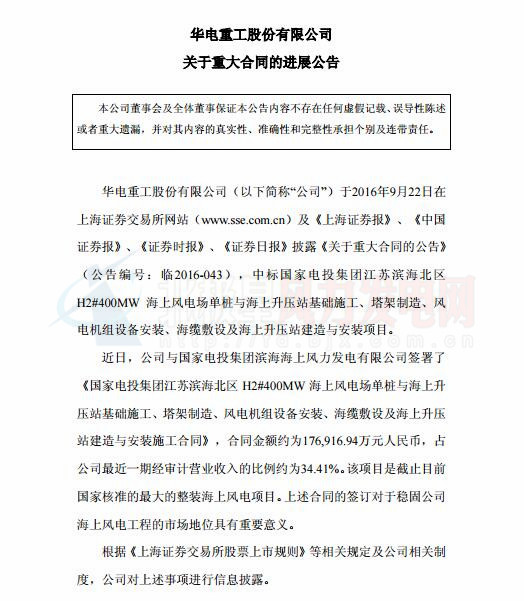 华电重工股份有限公司
关于重大合同的进展公告
本公司董事会及全体董事保证本公告内容不存在任何虚假记载、误导性陈述
或者重大遗漏，并对其内容的真实性、准确性和完整性承担个别及连带责任。
华电重工股份有限公司（以下简称“公司”）于2016年9月22日在
上海证券交易所网站（www.sse.com.cn）及《上海证券报》、《中国
证券报》、《证券时报》、《证券日报》披露《关于重大合同的公告》
（公告编号：临2016-043），中标国家电投集团江苏滨海北区
H2#400MW 海上风电场单桩与海上升压站基础施工、塔架制造、风
电机组设备安装、海缆敷设及海上升压站建造与安装项目。
近日，公司与国家电投集团滨海海上风力发电有限公司签署了
《国家电投集团江苏滨海北区 H2#400MW 海上风电场单桩与海上升
压站基础施工、塔架制造、风电机组设备安装、海缆敷设及海上升压
站建造与安装施工合同》，合同金额约为176,916.94万元人民币，占
公司最近一期经审计营业收入的比例约为34.41%。该项目是截止目前
国家核准的最大的整装海上风电项目。上述合同的签订对于稳固公司
海上风电工程的市场地位具有重要意义。
根据《上海证券交易所股票上市规则》等相关规定及公司相关制
度，公司对上述事项进行信息披露。